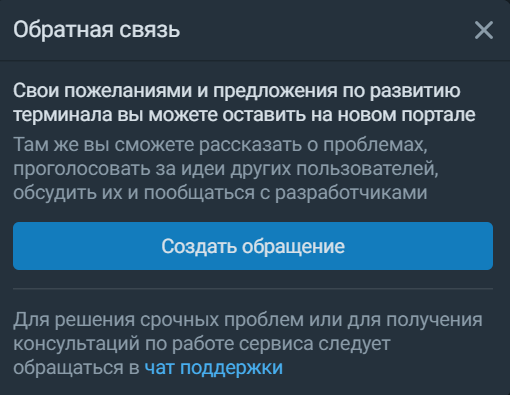 Обратная связь
Свои пожеланиями и предложения по развитию
терминала вы можете оставить на новом портале
Там же вы сможете рассказать о проблемах,
проголосовать за идеи других пользователей,
обсудить их и пообщаться с разработчиками
Создать обращение
Для решения срочных проблем или для получения
консультаций по работе сервиса следует
обращаться в чат поддержки